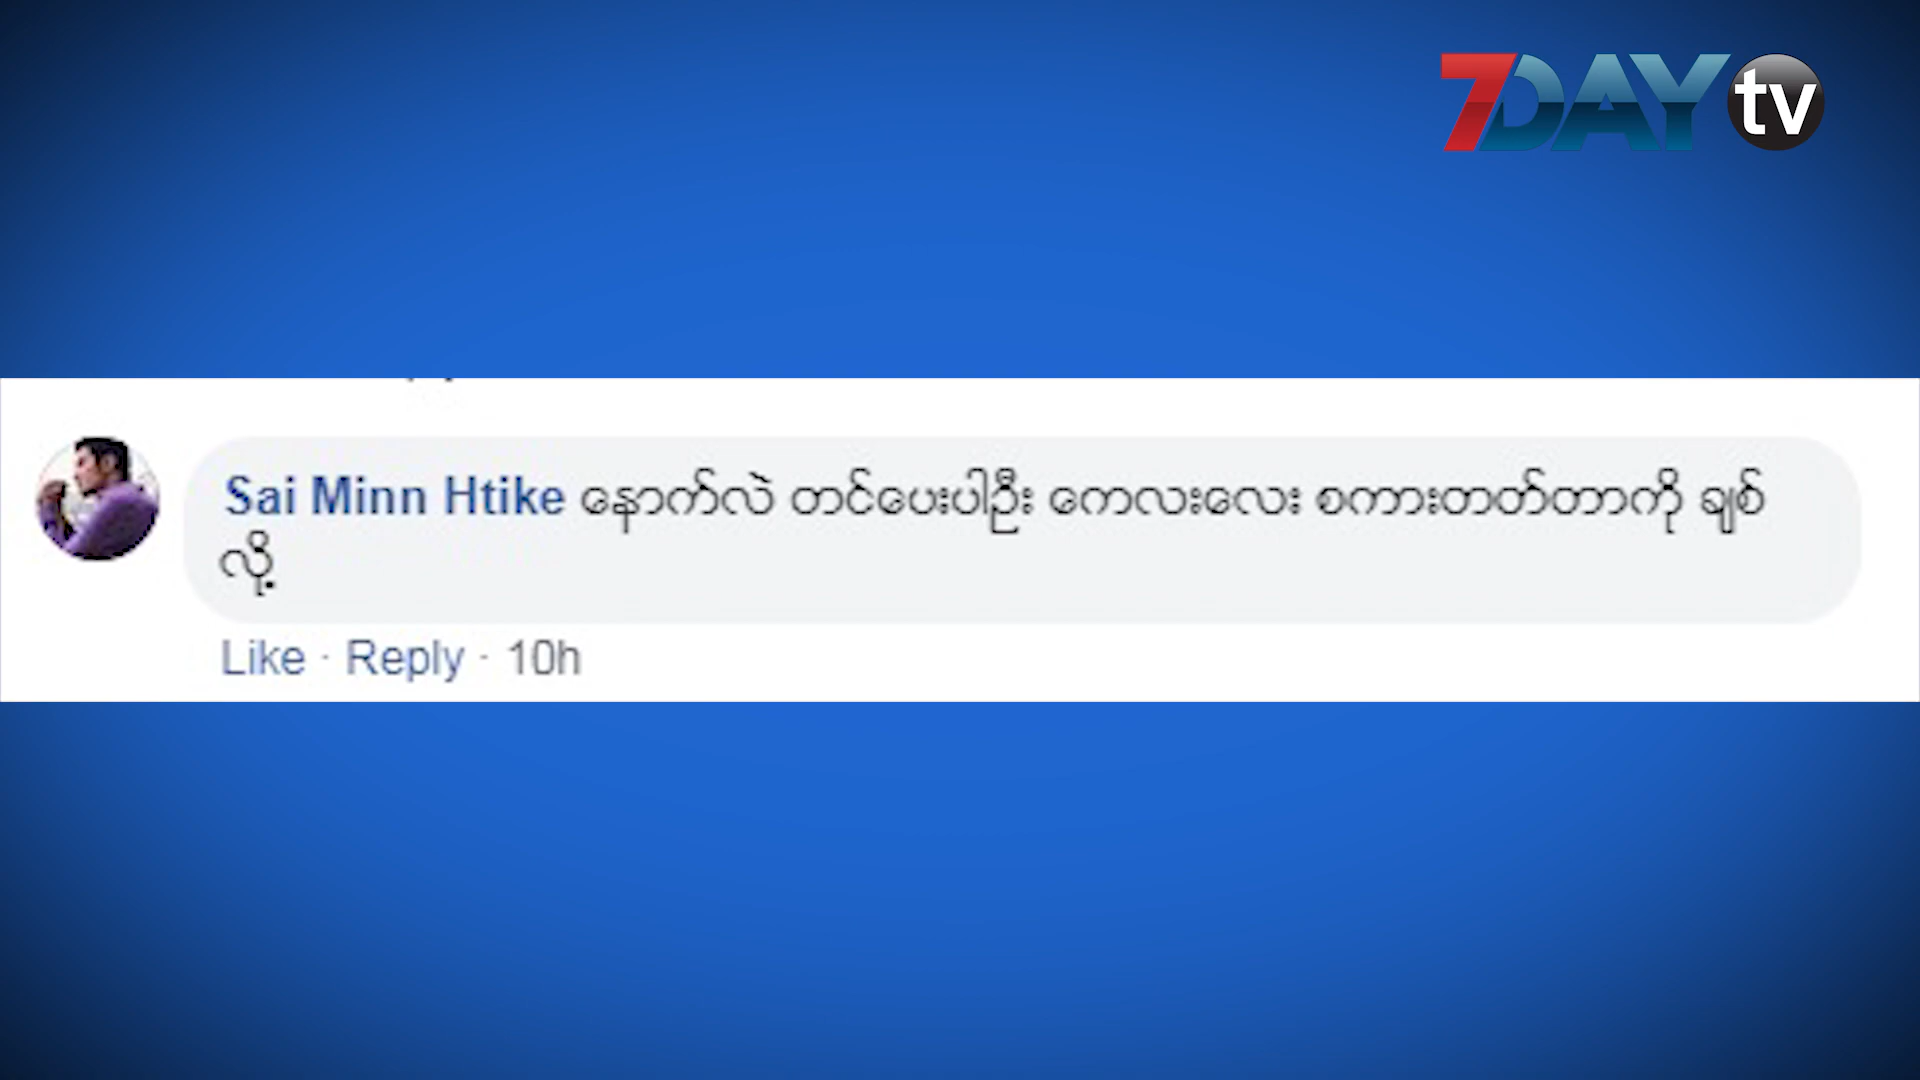 7DAY tv
Sai Minn Htike နောက်လဲ တင်ပေးပါဦး ကေလးလေး စကားတတ်တာကို ချစ်
လို့
Like · Reply · 10h